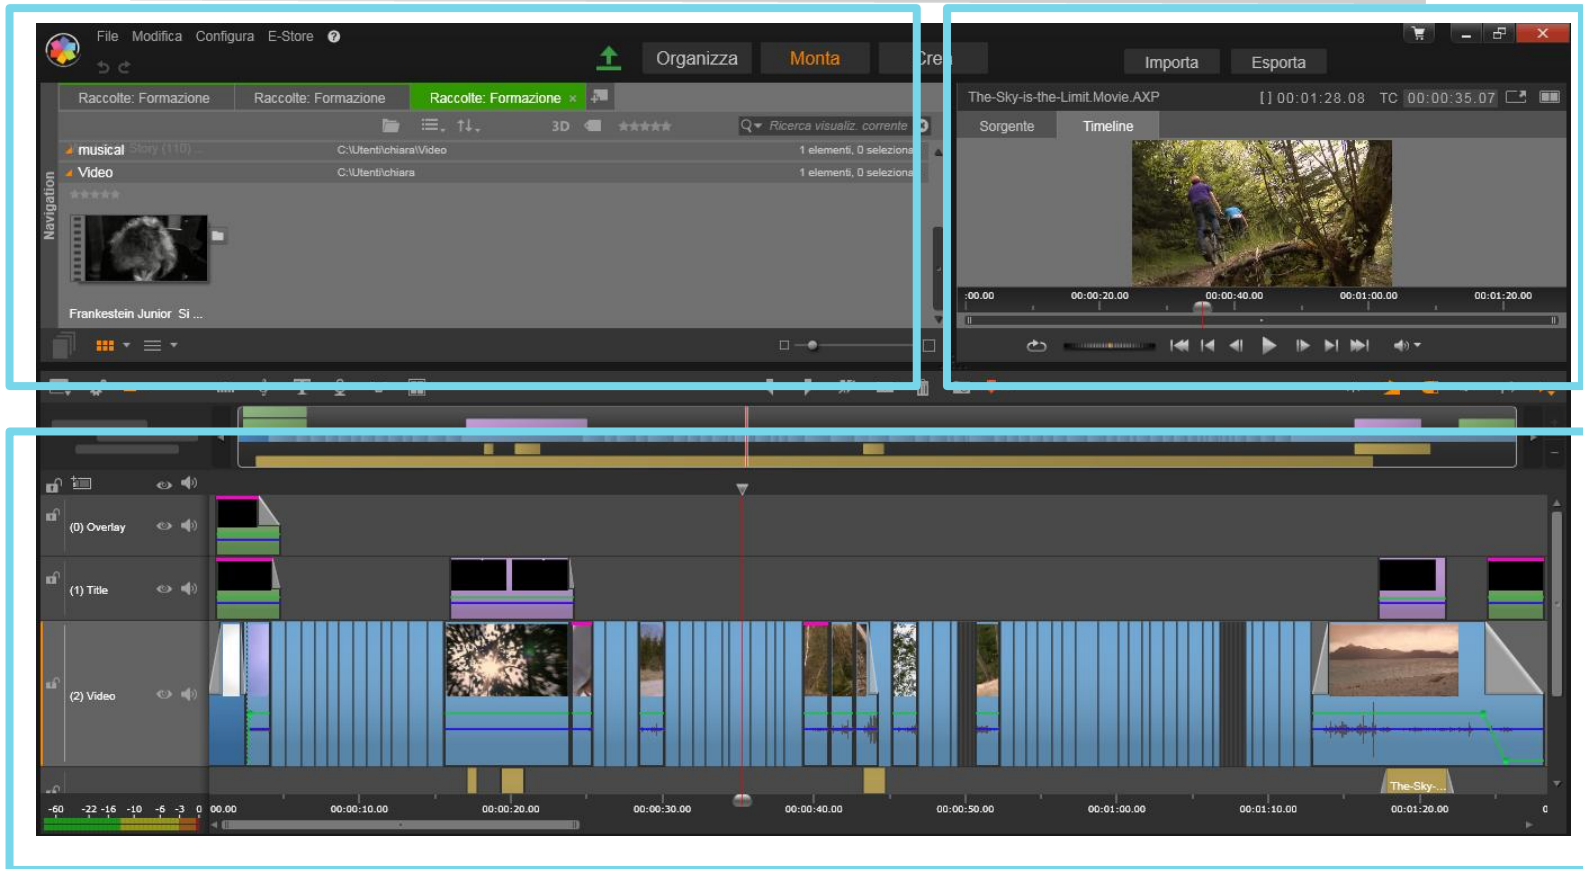 File Modifica Configura E-Store ?
Organizza Monta Crea
Importa Esporta
Raccolte: Formazione Raccolte: Formazione Raccolte: Formazione ×
3D
Ricerca visualiz. corrente
musical Story (110) ... C:\Utenti\chiara\Video 1 elementi, 0 seleziona
Video C:\Utenti\chiara 1 elementi, 0 seleziona
Navigation
Frankestein Junior Si ...
The-Sky-is-the-Limit.Movie.AXP [ ] 00:01:28.08 TC 00:00:35.07
Sorgente Timeline
:00.00 00:00:20.00 00:00:40.00 00:01:00.00 00:01:20.00
(0) Overlay
(1) Title
(2) Video
The-Sky-...
-60 -22 -16 -10 -6 -3 0 00.00 00:00:10.00 00:00:20.00 00:00:30.00 00:00:40.00 00:00:50.00 00:01:00.00 00:01:10.00 00:01:20.00 0